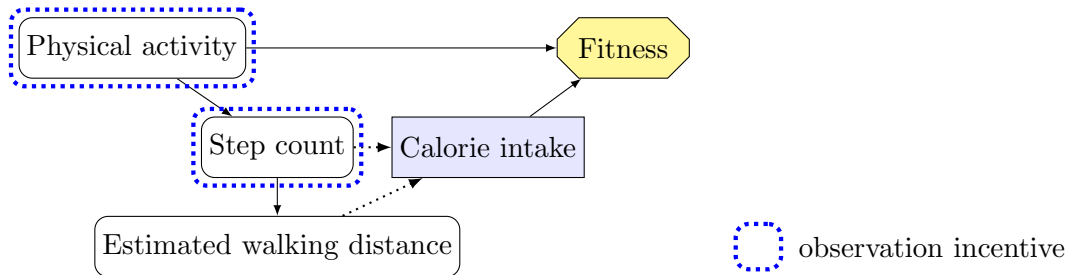 Physical activity
Fitness
Step count
Calorie intake
Estimated walking distance
observation incentive